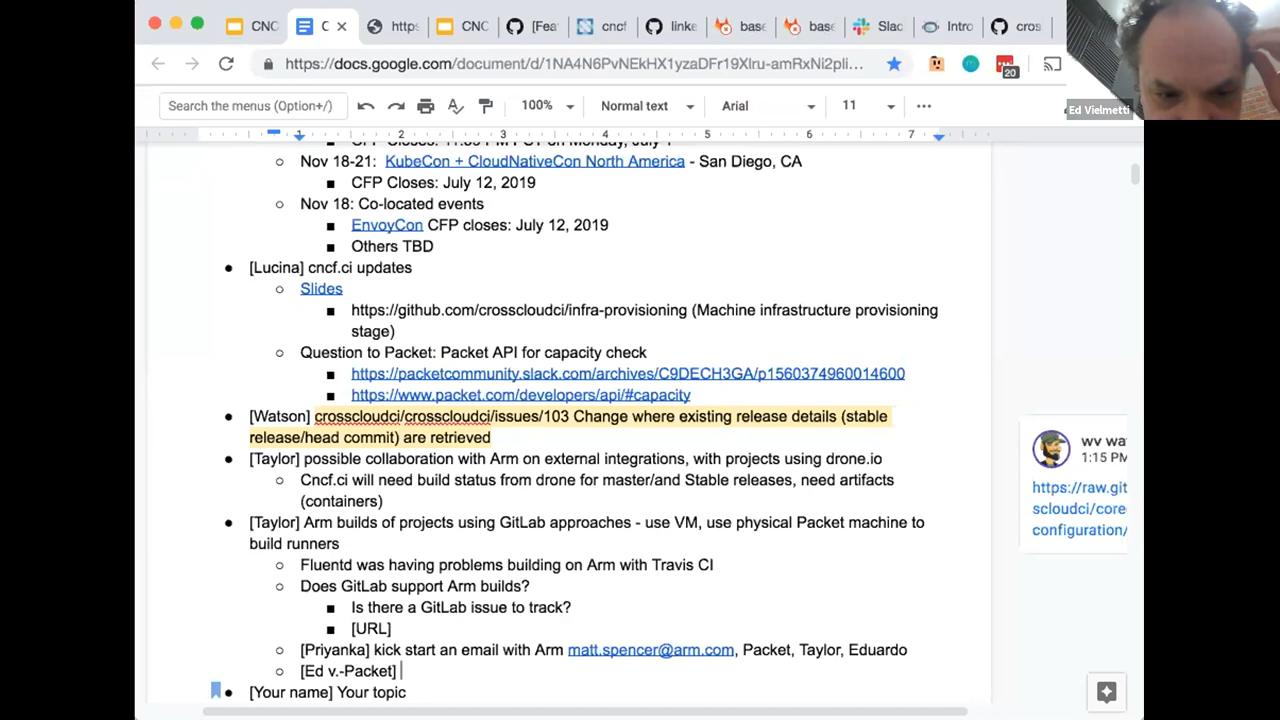 CNC
C
https
CNC
[Fea
cncf
linke
base
base
Slac
Intro
cros
https://docs.google.com/document/d/1NA4N6PvNEkHX1yzaDFr19Xlru-amRxNi2pli...
20
Ed Vielmetti
Search the menus (Option+/)
100%
Normal text
Arial
11
1 2 3 4 5 6 7
Nov 18-21: KubeCon + CloudNativeCon North America - San Diego, CA
CFP Closes: July 12, 2019
Nov 18: Co-located events
EnvoyCon CFP closes: July 12, 2019
Others TBD
[Lucina] cncf.ci updates
Slides
https://github.com/crosscloudci/infra-provisioning (Machine infrastructure provisioning
stage)
Question to Packet: Packet API for capacity check
https://packetcommunity.slack.com/archives/C9DECH3GA/p1560374960014600
https://www.packet.com/developers/api/#capacity
[Watson] crosscloudci/crosscloudci/issues/103 Change where existing release details (stable
release/head commit) are retrieved
wv wa
1:15 PM
[Taylor] possible collaboration with Arm on external integrations, with projects using drone.io
Cncf.ci will need build status from drone for master/and Stable releases, need artifacts
(containers)
https://raw.git
scloudci/core
configuration/
[Taylor] Arm builds of projects using GitLab approaches - use VM, use physical Packet machine to
build runners
Fluentd was having problems building on Arm with Travis CI
Does GitLab support Arm builds?
Is there a GitLab issue to track?
[URL]
[Priyanka] kick start an email with Arm matt.spencer@arm.com, Packet, Taylor, Eduardo
[Ed v.-Packet]
[Your name] Your topic